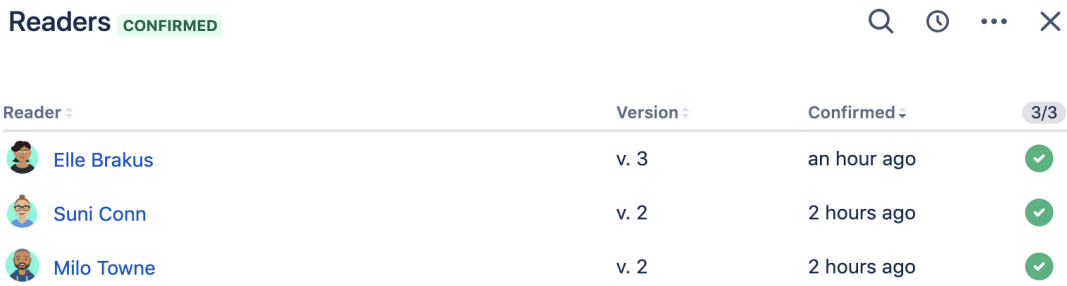 Readers CONFIRMED
Reader Version Confirmed 3/3
Elle Brakus v. 3 an hour ago
Suni Conn v. 2 2 hours ago
Milo Towne v. 2 2 hours ago